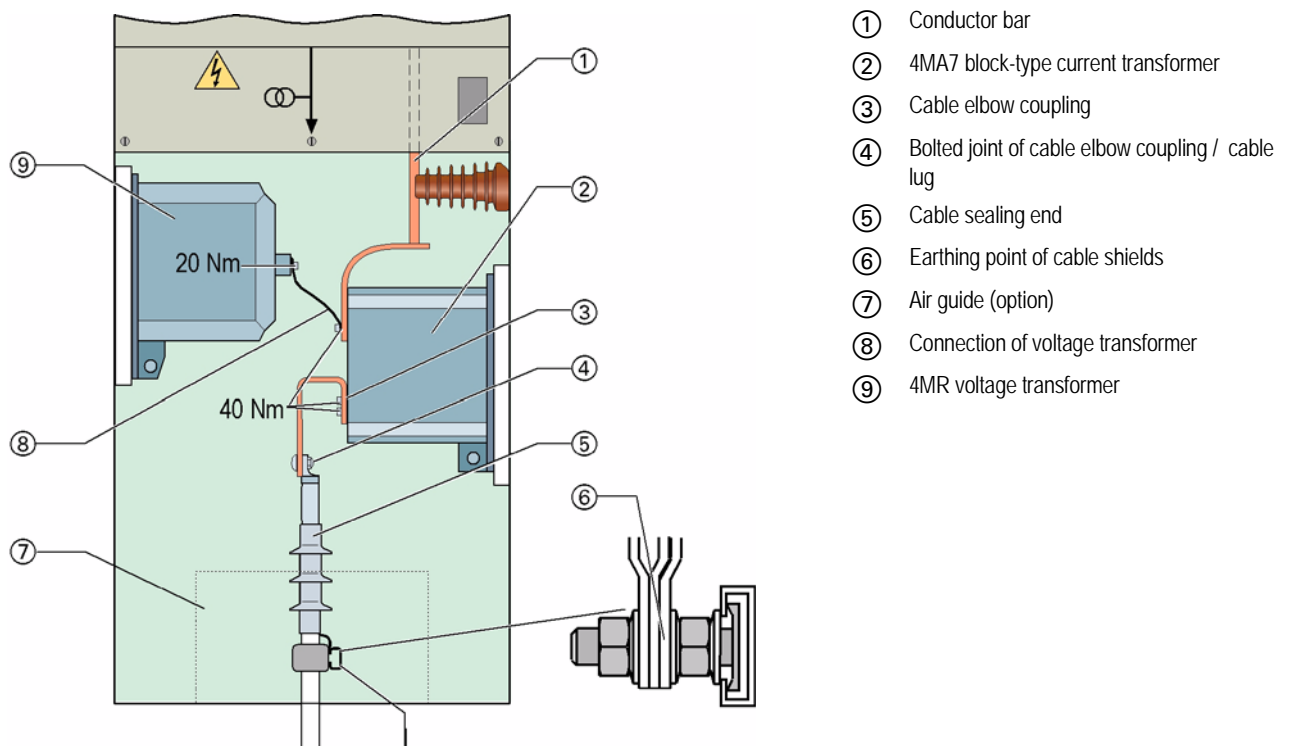 ① Conductor bar
② 4MA7 block-type current transformer
③ Cable elbow coupling
④ Bolted joint of cable elbow coupling / cable
lug
⑤ Cable sealing end
⑥ Earthing point of cable shields
⑦ Air guide (option)
⑧ Connection of voltage transformer
⑨ 4MR voltage transformer
①
⑨
②
20 Nm
③
④
40 Nm
⑧
⑤
⑥
⑦